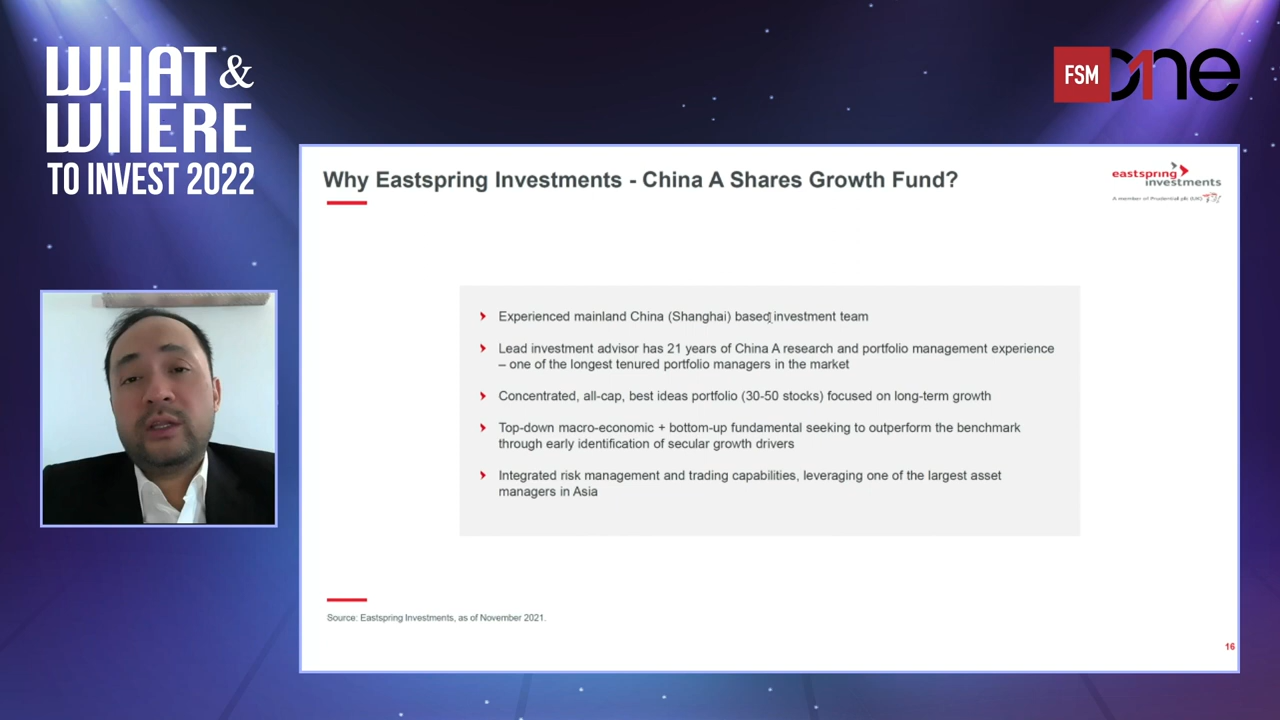 WHAT &
WHERE
TO INVEST 2022
FSM One
Why Eastspring Investments - China A Shares Growth Fund?
eastspring
investments
A member of Prudential plc (UK)
Experienced mainland China (Shanghai) based investment team
Lead investment advisor has 21 years of China A research and portfolio management experience
– one of the longest tenured portfolio managers in the market
Concentrated, all-cap, best ideas portfolio (30-50 stocks) focused on long-term growth
Top-down macro-economic + bottom-up fundamental seeking to outperform the benchmark
through early identification of secular growth drivers
Integrated risk management and trading capabilities, leveraging one of the largest asset
managers in Asia
Source: Eastspring Investments, as of November 2021.
16